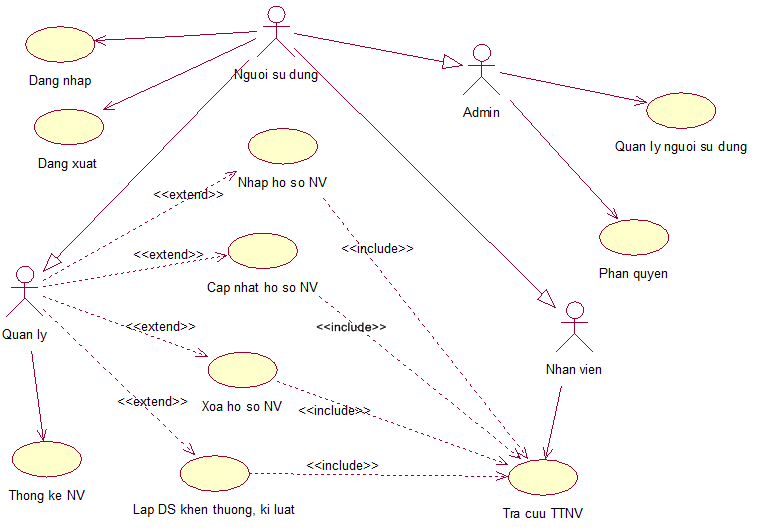 Nguoi su dung
Dang nhap
Admin
Quan ly nguoi su dung
Dang xuat
Nhap ho so NV
<<extend>>
<<include>>
<<extend>>
Phan quyen
Cap nhat ho so NV
Quan ly
<<extend>>
<<include>>
Nhan vien
Xoa ho so NV
<<extend>>
<<include>>
<<include>>
Thong ke NV
Lap DS khen thuong, ki luat
Tra cuu TTNV